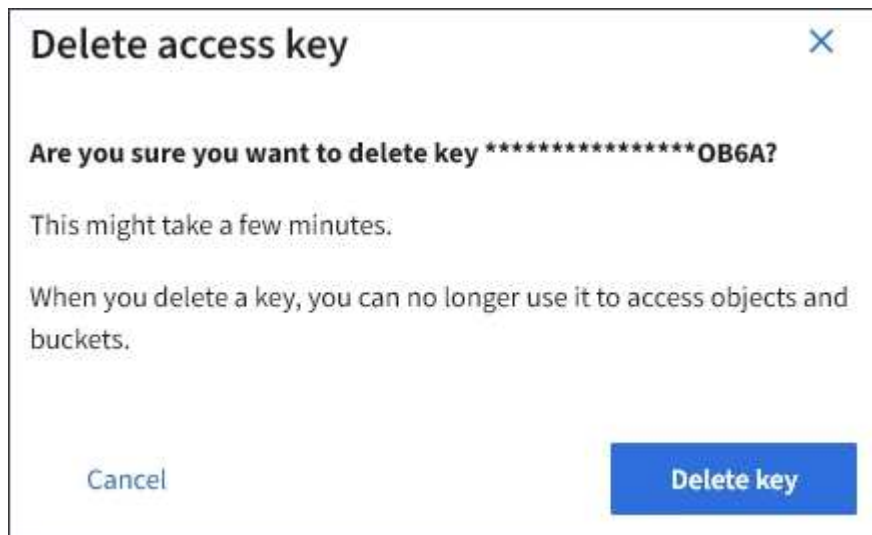 Delete access key
Are you sure you want to delete key ****************OB6A?
This might take a few minutes.
When you delete a key, you can no longer use it to access objects and
buckets.
Cancel
Delete key